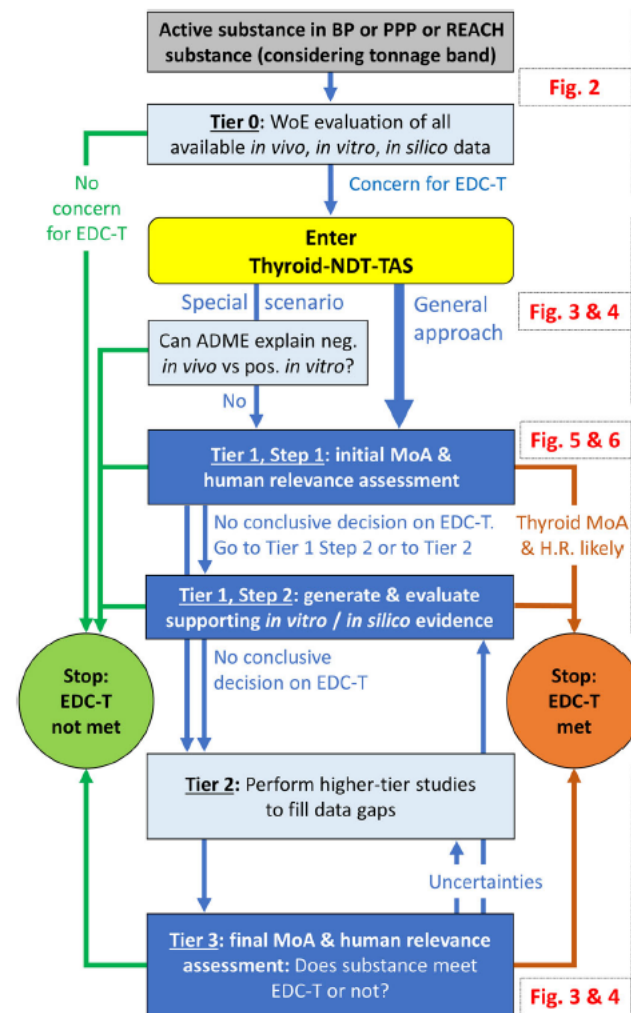 Active substance in BP or PPP or REACH
substance (considering tonnage band)
Fig. 2
Tier 0: WoE evaluation of all
available in vivo, in vitro, in silico data
No
concern
for EDC-T
Concern for EDC-T
Enter
Thyroid-NDT-TAS
Special scenario
General
approach
Fig. 3 & 4
Can ADME explain neg.
in vivo vs pos. in vitro?
No
Fig. 5 & 6
Tier 1, Step 1: initial MoA &
human relevance assessment
No conclusive decision on EDC-T.
Go to Tier 1 Step 2 or to Tier 2
Thyroid MoA
& H.R. likely
Tier 1, Step 2: generate & evaluate
supporting in vitro / in silico evidence
No conclusive
decision on EDC-T
Stop:
EDC-T
not met
Stop:
EDC-T
met
Tier 2: Perform higher-tier studies
to fill data gaps
Uncertainties
Tier 3: final MoA & human relevance
assessment: Does substance meet
EDC-T or not?
Fig. 3 & 4